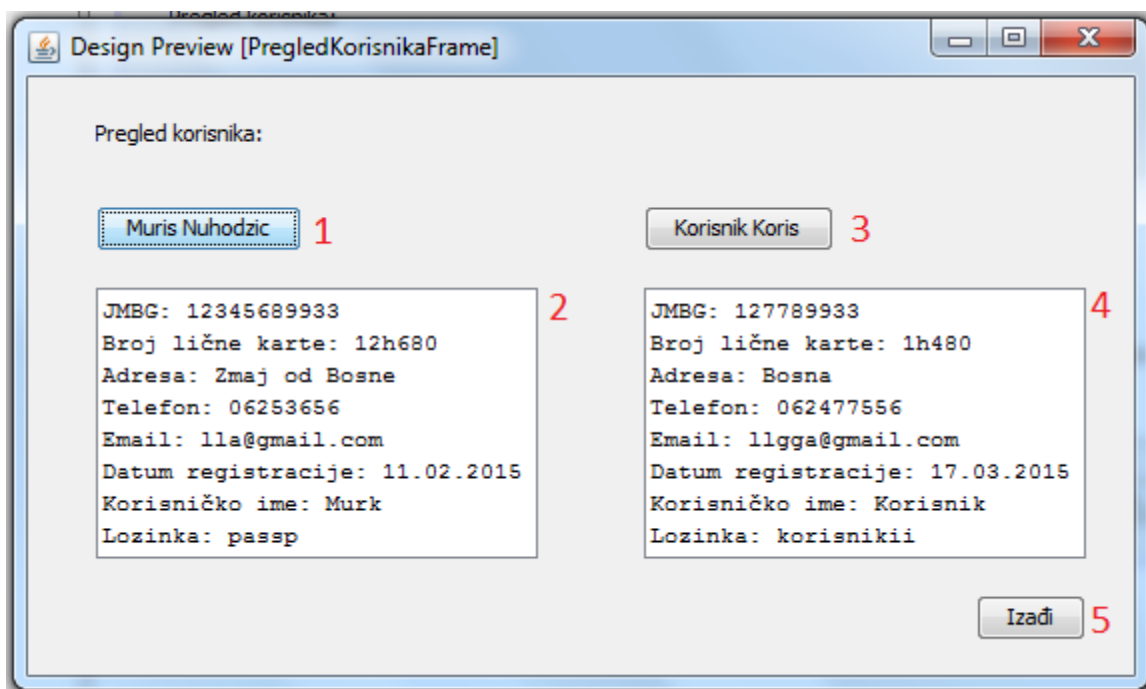 Pregled korisnika:
Design Preview [PregledKorisnikaFrame]
Pregled korisnika:
Muris Nuhodzic 1
Korisnik Koris 3
2
JMBG: 12345689933
Broj lične karte: 12h680
Adresa: Zmaj od Bosne
Telefon: 06253656
Email: lla@gmail.com
Datum registracije: 11.02.2015
Korisničko ime: Murk
Lozinka: passp
4
JMBG: 127789933
Broj lične karte: 1h480
Adresa: Bosna
Telefon: 062477556
Email: llgga@gmail.com
Datum registracije: 17.03.2015
Korisničko ime: Korisnik
Lozinka: korisnikii
Izađi 5